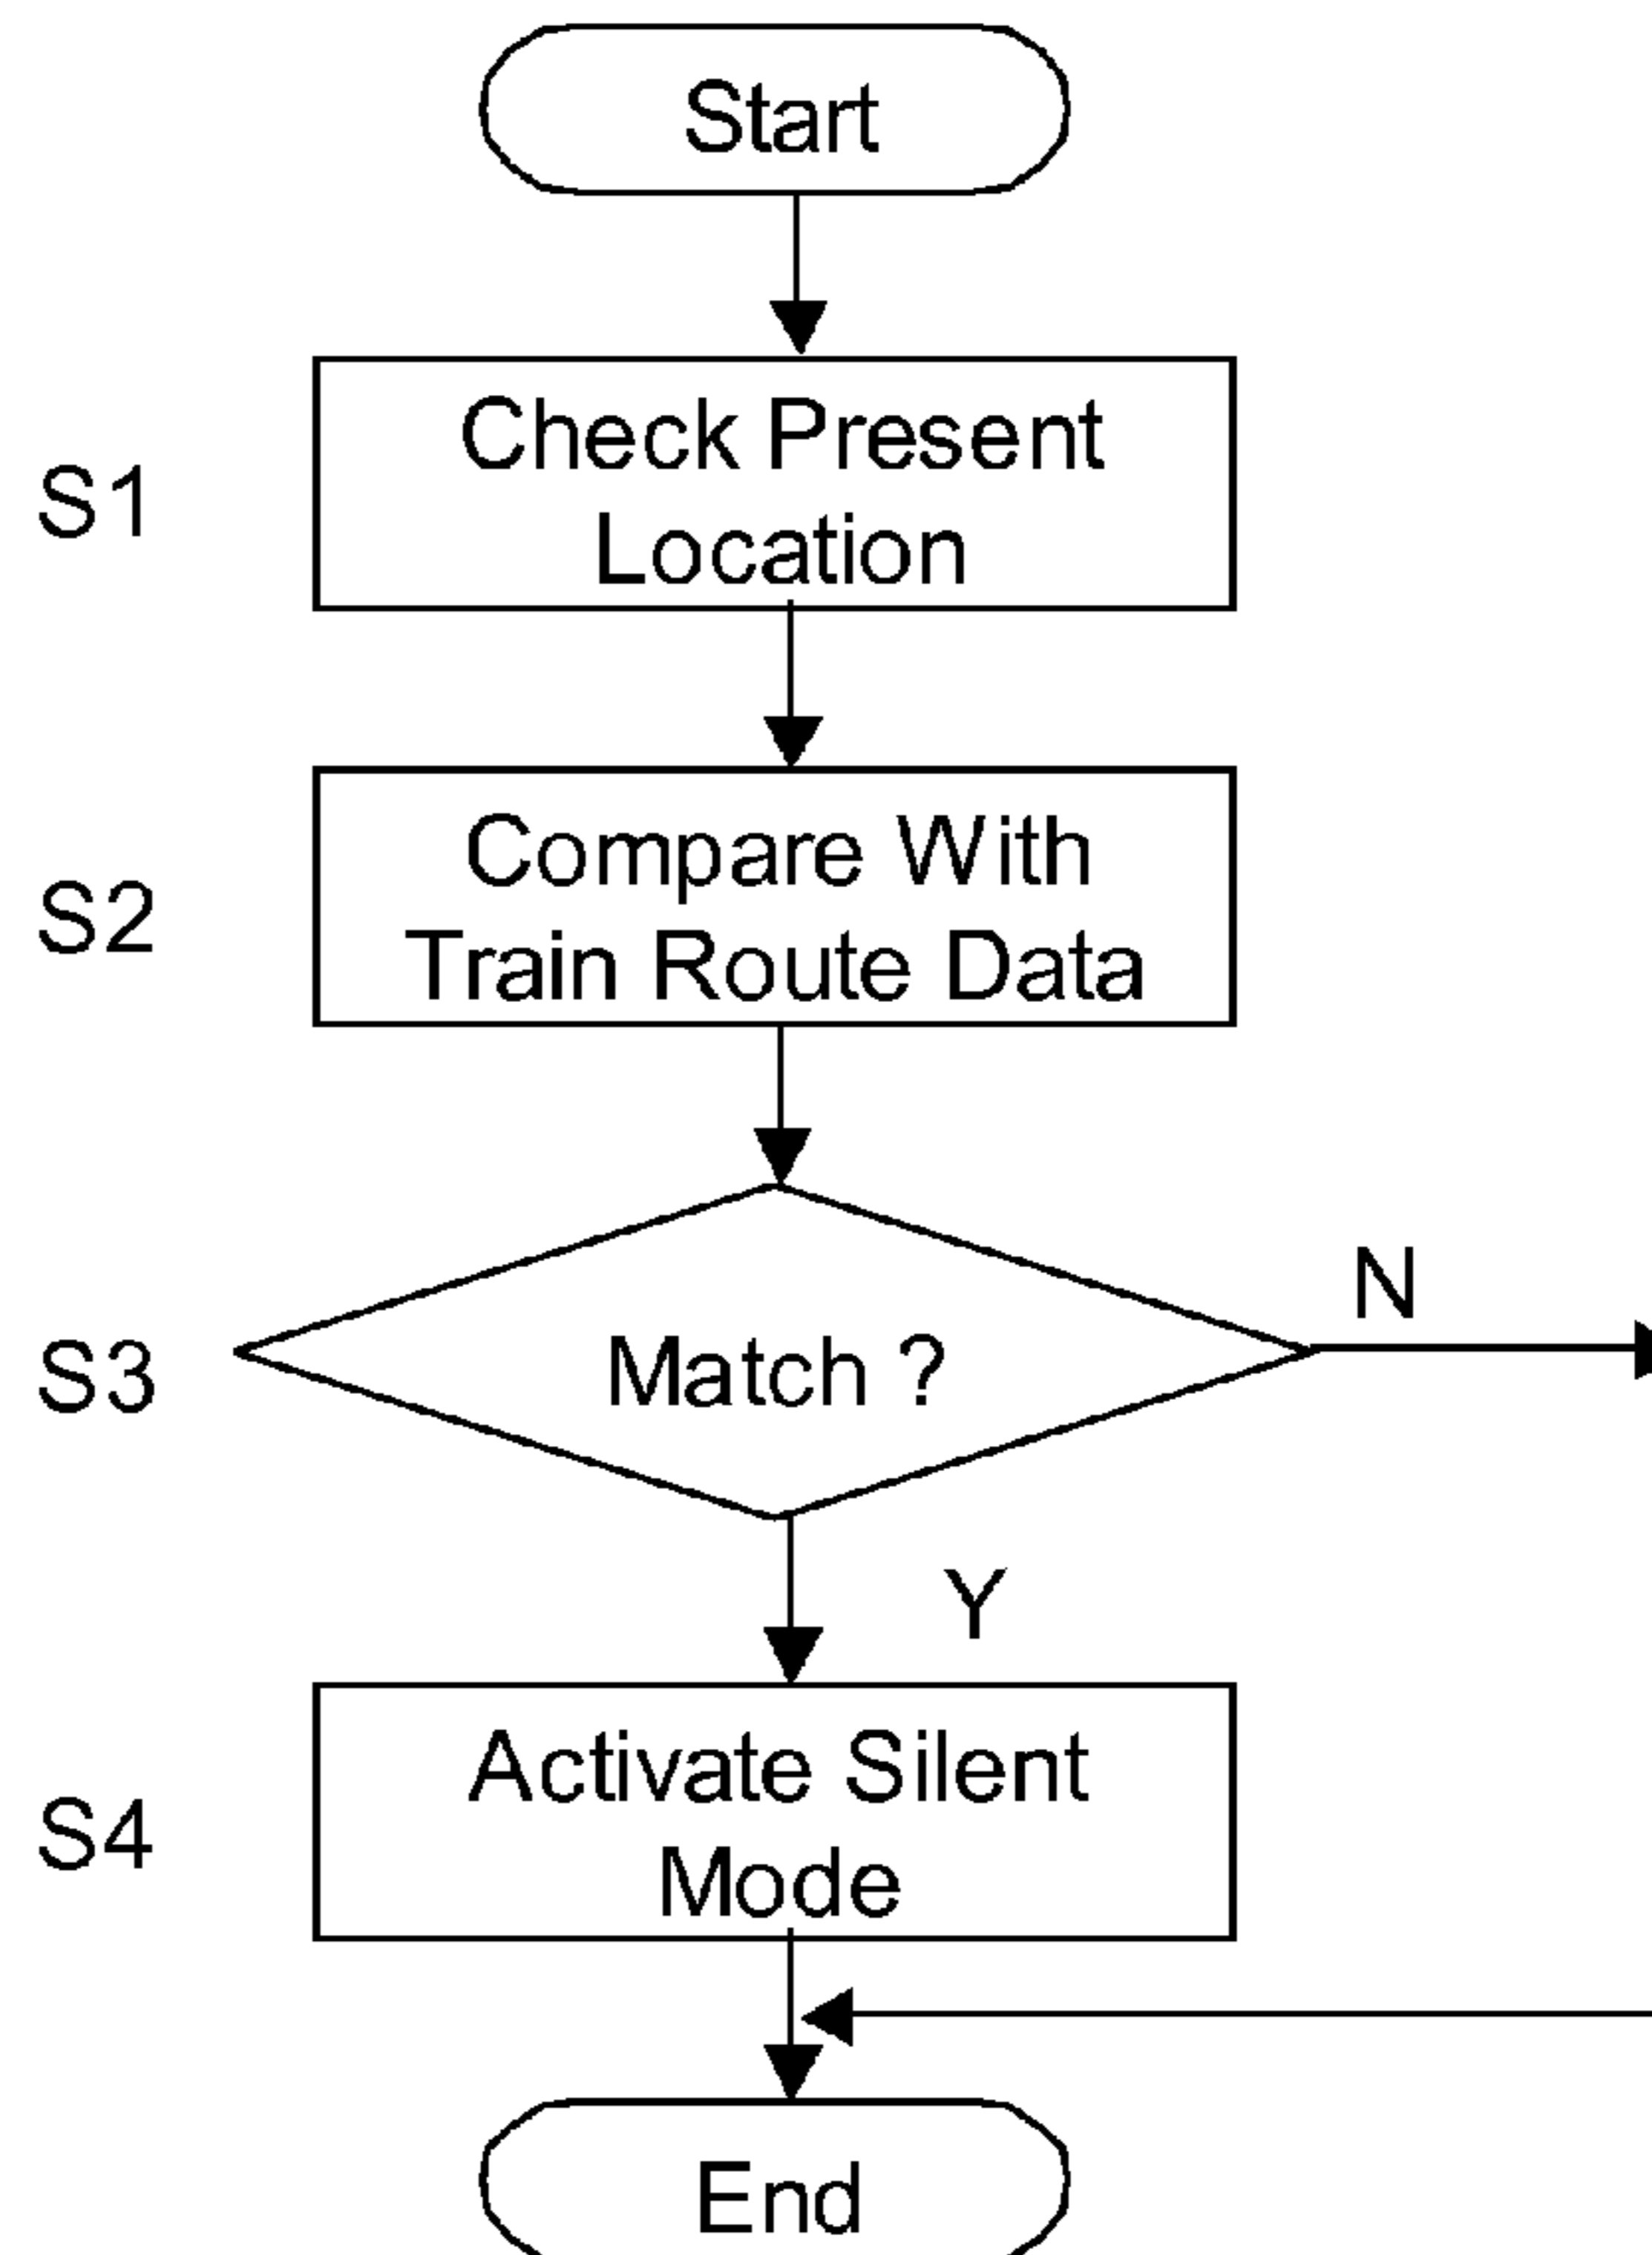 Start
S1
Check Present
Location
S2
Compare With
Train Route Data
S3
Match ?
N
Y
S4
Activate Silent
Mode
End